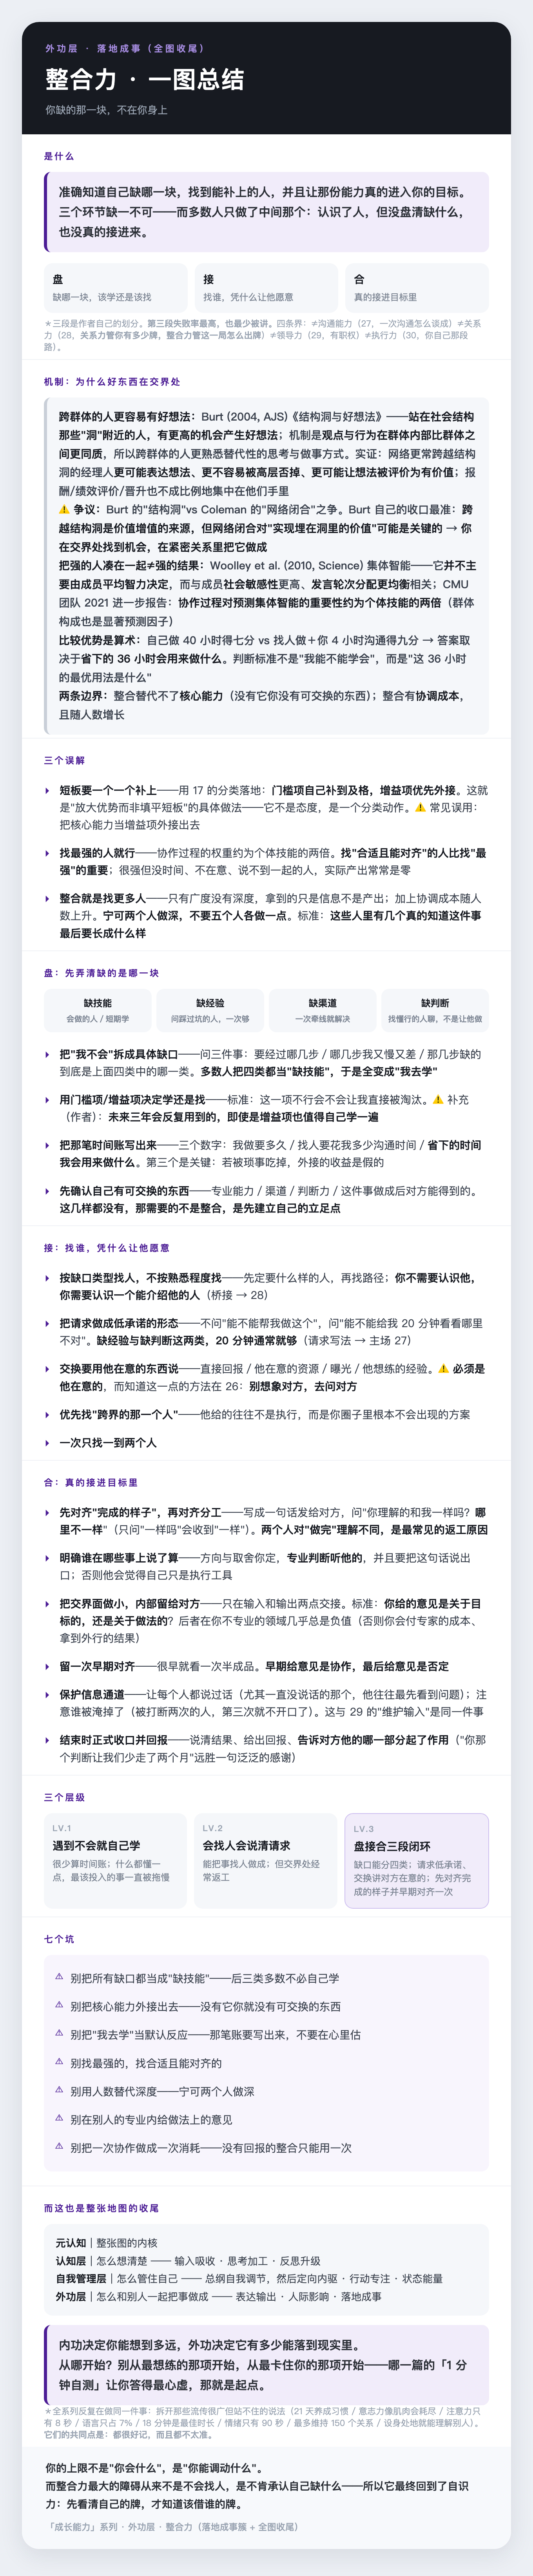 外功层 · 落地成事（全图收尾）
整合力 · 一图总结
你缺的那一块，不在你身上
是什么
准确知道自己缺哪一块，找到能补上的人，并且让那份能力真的进入你的目标。
三个环节缺一不可——而多数人只做了中间那个：认识了人，但没盘清缺什么，
也没真的接进来。
盘
缺哪一块，该学还是该找
接
找谁，凭什么让他愿意
合
真的接进目标里
＊三段是作者自己的划分。第三段失败率最高，也最少被讲。四条界：≠沟通能力（27，一次沟通怎么谈成）≠关系
力（28，关系力管你有多少牌，整合力管这一局怎么出牌）≠领导力（29，有职权）≠执行力（30，你自己那段
路）。
机制：为什么好东西在交界处
跨群体的人更容易有好想法：Burt (2004, AJS)《结构洞与好想法》——站在社会结构
那些"洞"附近的人，有更高的机会产生好想法；机制是观点与行为在群体内部比群体之
间更同质，所以跨群体的人更熟悉替代性的思考与做事方式。实证：网络更常跨越结构
洞的经理人更可能表达想法、更不容易被高层否掉、更可能让想法被评价为有价值；报
酬/绩效评价/晋升也不成比例地集中在他们手里
⚠️ 争议：Burt 的"结构洞"vs Coleman 的"网络闭合"之争。Burt 自己的收口最准：跨
越结构洞是价值增值的来源，但网络闭合对"实现埋在洞里的价值"可能是关键的 → 你
在交界处找到机会，在紧密关系里把它做成
把强的人凑在一起≠强的结果：Woolley et al. (2010, Science) 集体智能——它并不主
要由成员平均智力决定，而与成员社会敏感性更高、发言轮次分配更均衡相关；CMU
团队 2021 进一步报告：协作过程对预测集体智能的重要性约为个体技能的两倍（群体
构成也是显著预测因子）
比较优势是算术：自己做 40 小时得七分 vs 找人做＋你 4 小时沟通得九分 → 答案取
决于省下的 36 小时会用来做什么。判断标准不是"我能不能学会"，而是"这 36 小时
的最优用法是什么"
两条边界：整合替代不了核心能力（没有它你没有可交换的东西）；整合有协调成本，
且随人数增长
三个误解
短板要一个一个补上——用 17 的分类落地：门槛项自己补到及格，增益项优先外接。这就
是"放大优势而非填平短板"的具体做法——它不是态度，是一个分类动作。⚠️ 常见误用：
把核心能力当增益项外接出去
找最强的人就行——协作过程的权重约为个体技能的两倍。找"合适且能对齐"的人比找"最
强"的重要；很强但没时间、不在意、说不到一起的人，实际产出常常是零
整合就是找更多人——只有广度没有深度，拿到的只是信息不是产出；加上协调成本随人
数上升。宁可两个人做深，不要五个人各做一点。标准：这些人里有几个真的知道这件事
最后要长成什么样
盘：先弄清缺的是哪一块
缺技能
会做的人 / 短期学
缺经验
问踩过坑的人，一次够
缺渠道
一次牵线就解决
缺判断
找懂行的人聊，不是让他做
把"我不会"拆成具体缺口——问三件事：要经过哪几步 / 哪几步我又慢又差 / 那几步缺的
到底是上面四类中的哪一类。多数人把四类都当"缺技能"，于是全变成"我去学"
用门槛项/增益项决定学还是找——标准：这一项不行会不会让我直接被淘汰。⚠️ 补充
（作者）：未来三年会反复用到的，即使是增益项也值得自己学一遍
把那笔时间账写出来——三个数字：我做要多久 / 找人要花我多少沟通时间 / 省下的时间
我会用来做什么。第三个是关键：若被琐事吃掉，外接的收益是假的
先确认自己有可交换的东西——专业能力 / 渠道 / 判断力 / 这件事做成后对方能得到的。
这几样都没有，那需要的不是整合，是先建立自己的立足点
接：找谁，凭什么让他愿意
按缺口类型找人，不按熟悉程度找——先定要什么样的人，再找路径；你不需要认识他，
你需要认识一个能介绍他的人（桥接 → 28）
把请求做成低承诺的形态——不问"能不能帮我做这个"，问"能不能给我 20 分钟看看哪里
不对"。缺经验与缺判断这两类，20 分钟通常就够（请求写法 → 主场 27）
交换要用他在意的东西说——直接回报 / 他在意的资源 / 曝光 / 他想练的经验。⚠️ 必须是
他在意的，而知道这一点的方法在 26：别想象对方，去问对方
优先找"跨界的那一个人"——他给的往往不是执行，而是你圈子里根本不会出现的方案
一次只找一到两个人
合：真的接进目标里
先对齐"完成的样子"，再对齐分工——写成一句话发给对方，问"你理解的和我一样吗？哪
里不一样"（只问"一样吗"会收到"一样"）。两个人对"做完"理解不同，是最常见的返工原因
明确谁在哪些事上说了算——方向与取舍你定，专业判断听他的，并且要把这句话说出
口；否则他会觉得自己只是执行工具
把交界面做小，内部留给对方——只在输入和输出两点交接。标准：你给的意见是关于目
标的，还是关于做法的？后者在你不专业的领域几乎总是负值（否则你会付专家的成本、
拿到外行的结果）
留一次早期对齐——很早就看一次半成品。早期给意见是协作，最后给意见是否定
保护信息通道——让每个人都说过话（尤其一直没说话的那个，他往往最先看到问题）；注
意谁被淹掉了（被打断两次的人，第三次就不开口了）。这与 29 的"维护输入"是同一件事
结束时正式收口并回报——说清结果、给出回报、告诉对方他的哪一部分起了作用（"你那
个判断让我们少走了两个月"远胜一句泛泛的感谢）
三个层级
LV.1
遇到不会就自己学
很少算时间账；什么都懂一
点，最该投入的事一直被拖慢
LV.2
会找人会说清请求
能把事找人做成；但交界处经
常返工
LV.3
盘接合三段闭环
缺口能分四类；请求低承诺、
交换讲对方在意的；先对齐完
成的样子并早期对齐一次
七个坑
别把所有缺口都当成"缺技能"——后三类多数不必自己学
别把核心能力外接出去——没有它你就没有可交换的东西
别把"我去学"当默认反应——那笔账要写出来，不要在心里估
别找最强的，找合适且能对齐的
别用人数替代深度——宁可两个人做深
别在别人的专业内给做法上的意见
别把一次协作做成一次消耗——没有回报的整合只能用一次
而这也是整张地图的收尾
元认知｜整张图的内核
认知层｜怎么想清楚 —— 输入吸收 · 思考加工 · 反思升级
自我管理层｜怎么管住自己 —— 总纲自我调节，然后定向内驱 · 行动专注 · 状态能量
外功层｜怎么和别人一起把事做成 —— 表达输出 · 人际影响 · 落地成事
内功决定你能想到多远，外功决定它有多少能落到现实里。
从哪开始？别从最想练的那项开始，从最卡住你的那项开始——哪一篇的「1 分
钟自测」让你答得最心虚，那就是起点。
＊全系列反复在做同一件事：拆开那些流传很广但站不住的说法（21 天养成习惯 / 意志力像肌肉会耗尽 / 注意力只
有 8 秒 / 语言只占 7% / 18 分钟是最佳时长 / 情绪只有 90 秒 / 最多维持 150 个关系 / 设身处地就能理解别人）。
它们的共同点是：都很好记，而且都不太准。
你的上限不是"你会什么"，是"你能调动什么"。
而整合力最大的障碍从来不是不会找人，是不肯承认自己缺什么——所以它最终回到了自识
力：先看清自己的牌，才知道该借谁的牌。
「成长能力」系列 · 外功层 · 整合力（落地成事簇 + 全图收尾）